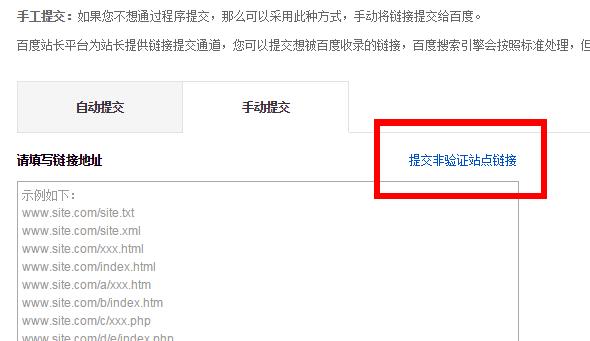 手工提交：如果您不想通过程序提交，那么可以采用此种方式，手动将链接提交给百度。
百度站长平台为站长提供链接提交通道，您可以提交想被百度收录的链接，百度搜索引擎会按照标准处理，但
自动提交
手动提交
请填写链接地址
提交非验证站点链接
示例如下：
www.site.com/site.txt
www.site.com/site.xml
www.site.com/xxx.html
www.site.com/index.html
www.site.com/a/xxx.htm
www.site.com/b/index.htm
www.site.com/c/xxx.php
www.site.com/d/e/index.php